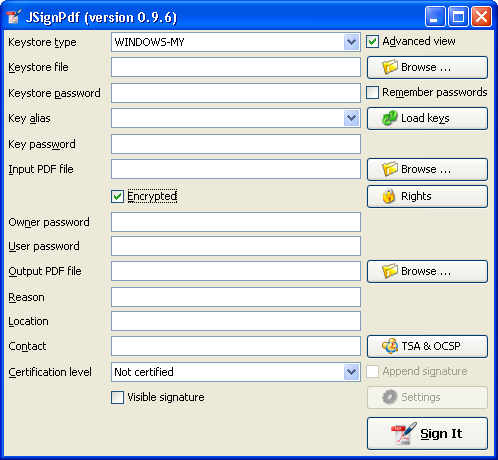 JSignPdf (version 0.9.6)
Keystore type WINDOWS-MY Advanced view
Keystore file Browse ...
Keystore password Remember passwords
Key alias Load keys
Key password
Input PDF file Browse ...
Encrypted Rights
Owner password
User password
Output PDF file Browse ...
Reason
Location
Contact TSA & OCSP
Certification level Not certified Append signature
Visible signature Settings
Sign It